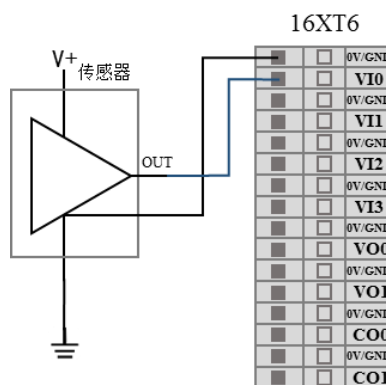 16XT6
V+
传感器
OUT
0V/GND
VI0
0V/GND
VI1
0V/GND
VI2
0V/GND
VI3
0V/GND
VO0
0V/GND
VO1
0V/GND
CO0
0V/GND
CO1